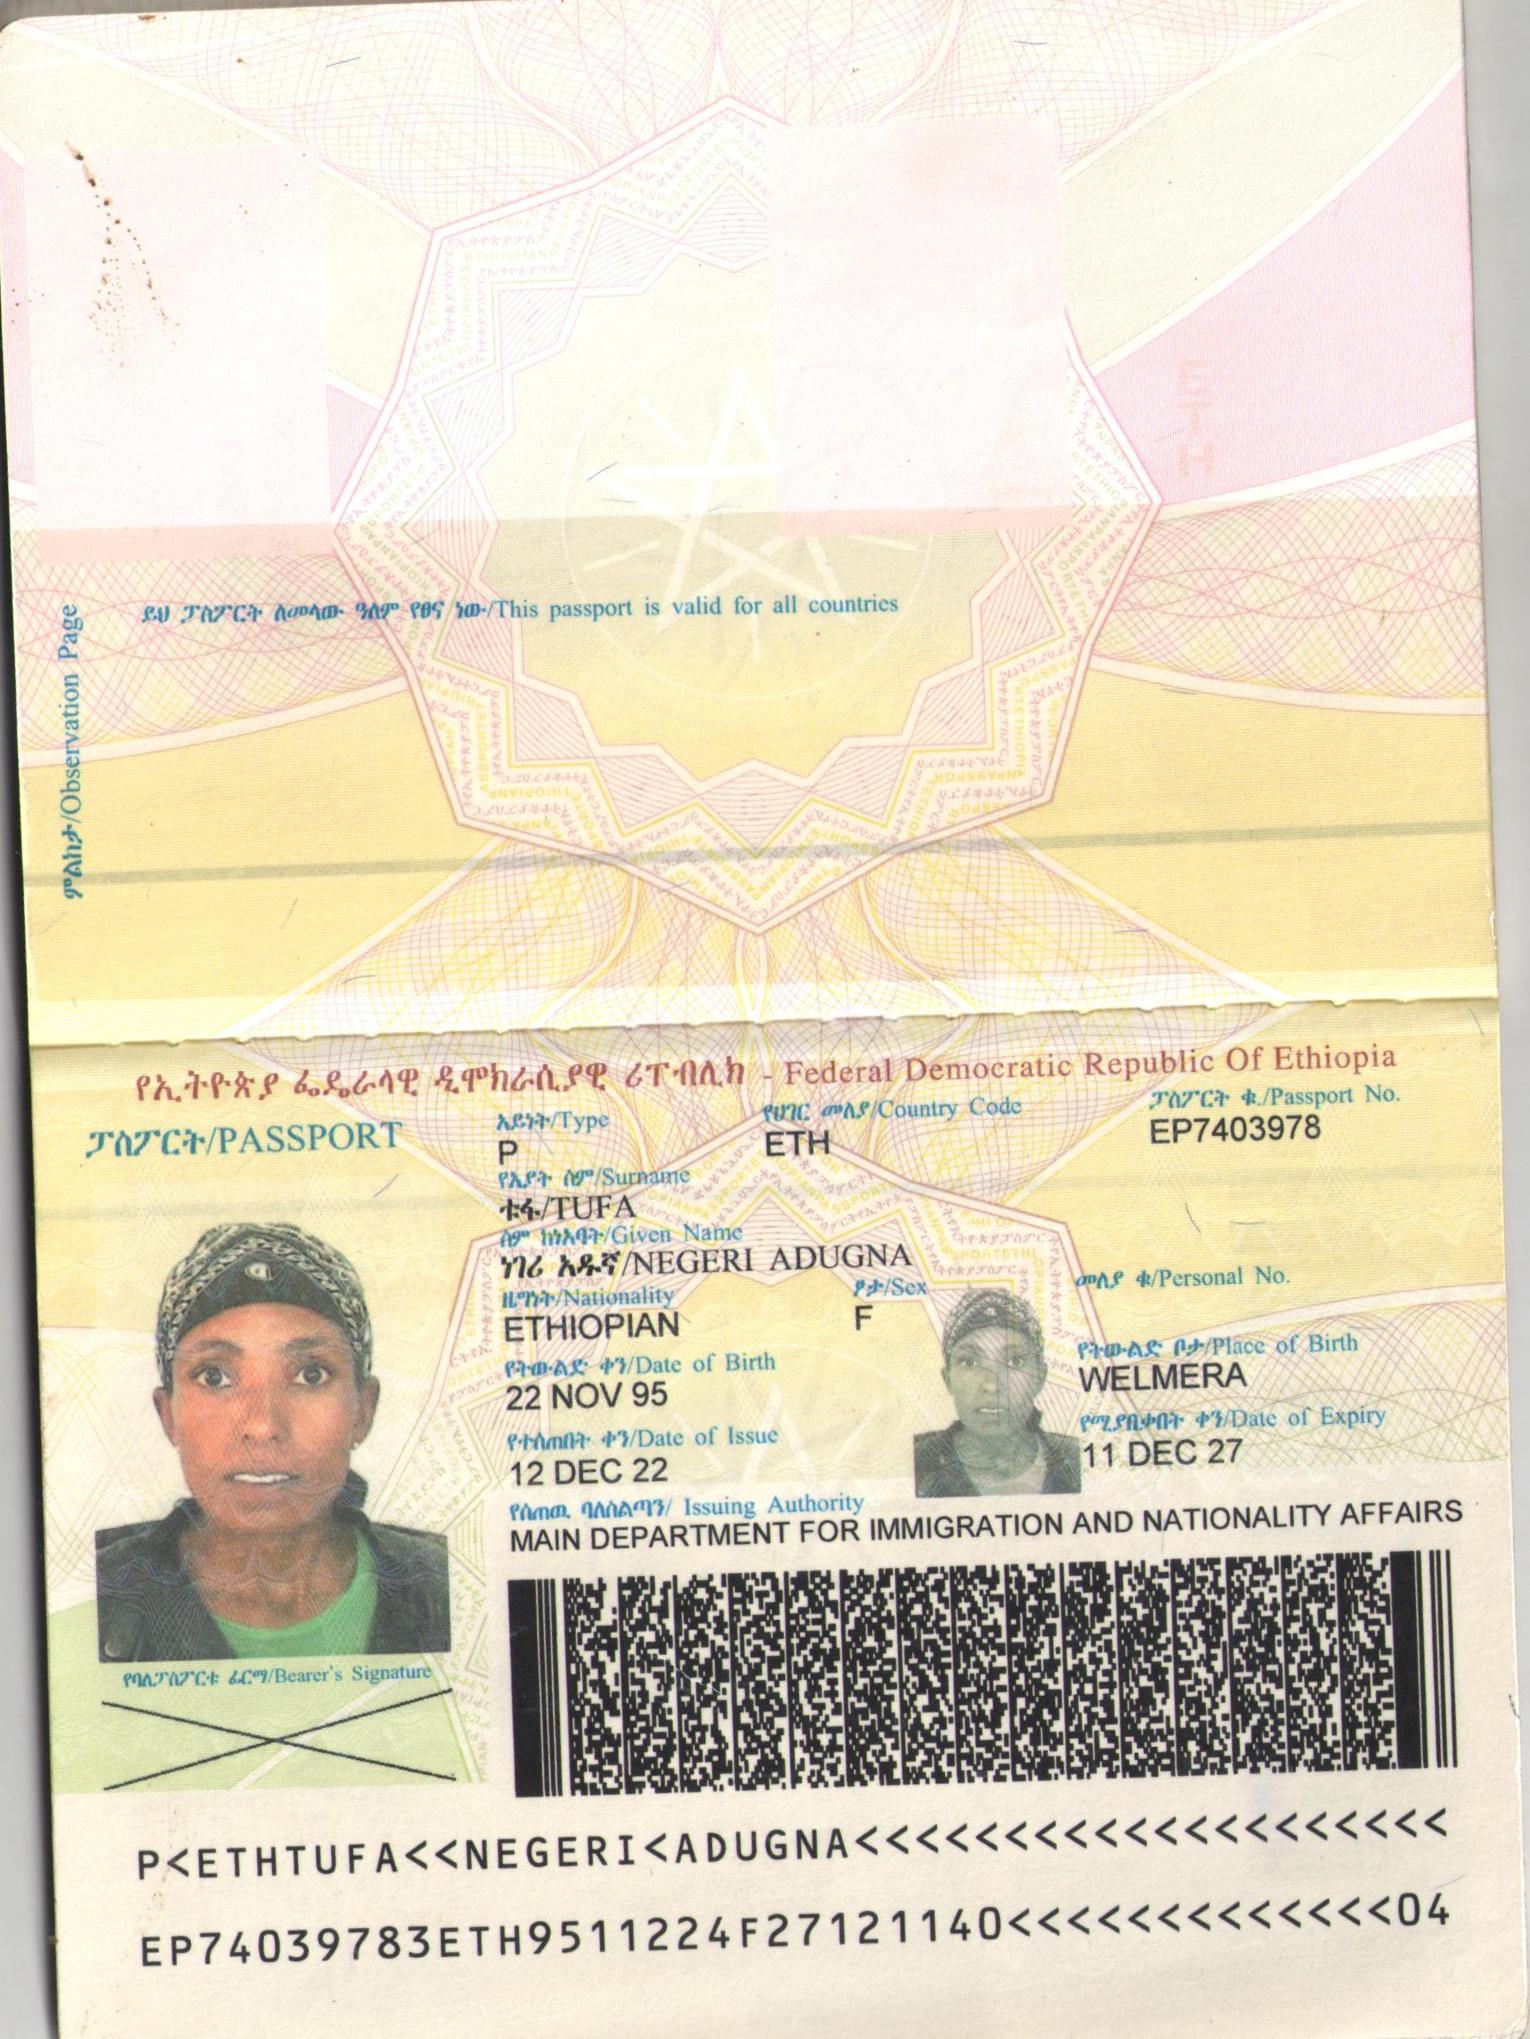 ምልከታ/Observation Page
ይህ ፓስፖርት ለመላው ዓለም የፀና ነው/This passport is valid for all countries
የኢትዮጵያ ፌዴራላዊ ዲሞክራሲያዊ ሪፐብሊክ - Federal Democratic Republic Of Ethiopia
ፓስፖርት/PASSPORT
አይነት/Type
P
የሀገር መለያ/Country Code
ETH
ፓስፖርት ቁ./Passport No.
EP7403978
የአያት ስም/Surname
ቱፋ/TUFA
ስም ከነአባት/Given Name
ነገሪ አዱኛ/NEGERI ADUGNA
ዜግነት/Nationality
ETHIOPIAN
ፆታ/Sex
F
መለያ ቁ/Personal No.
የትውልድ ቀን/Date of Birth
22 NOV 95
የትውልድ ቦታ/Place of Birth
WELMERA
የተሰጠበት ቀን/Date of Issue
12 DEC 22
የሚያበቃበት ቀን/Date of Expiry
11 DEC 27
የሰጠዉ ባለስልጣን/ Issuing Authority
MAIN DEPARTMENT FOR IMMIGRATION AND NATIONALITY AFFAIRS
የባለፓስፖርቱ ፊርማ/Bearer's Signature
P<ETHTUFA<<NEGERI<ADUGNA<<<<<<<<<<<<<<<<<<<<
EP74039783ETH9511224F27121140<<<<<<<<<<<<<04